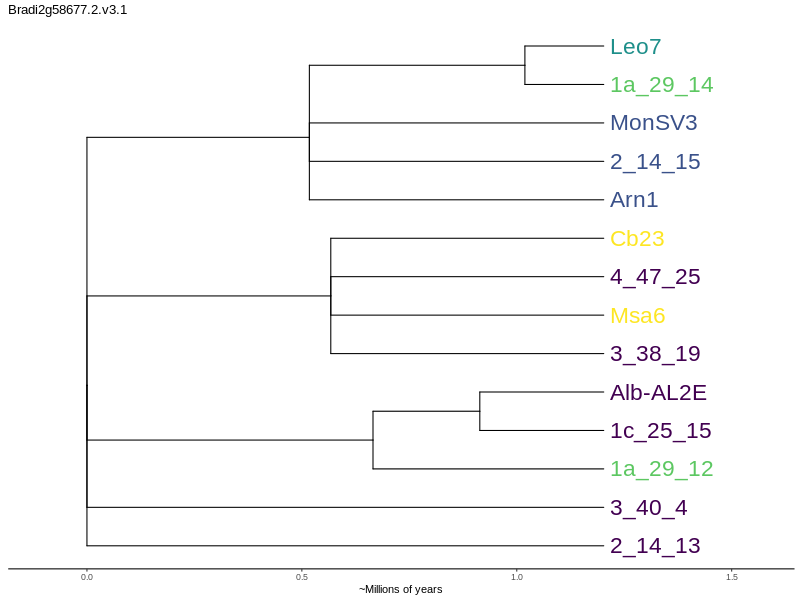 Bradi2g58677.2.v3.1
Leo7
1a_29_14
MonSV3
2_14_15
Arn1
Cb23
4_47_25
Msa6
3_38_19
Alb-AL2E
1c_25_15
1a_29_12
3_40_4
2_14_13
0.0 0.5 1.0 1.5
~Millions of years